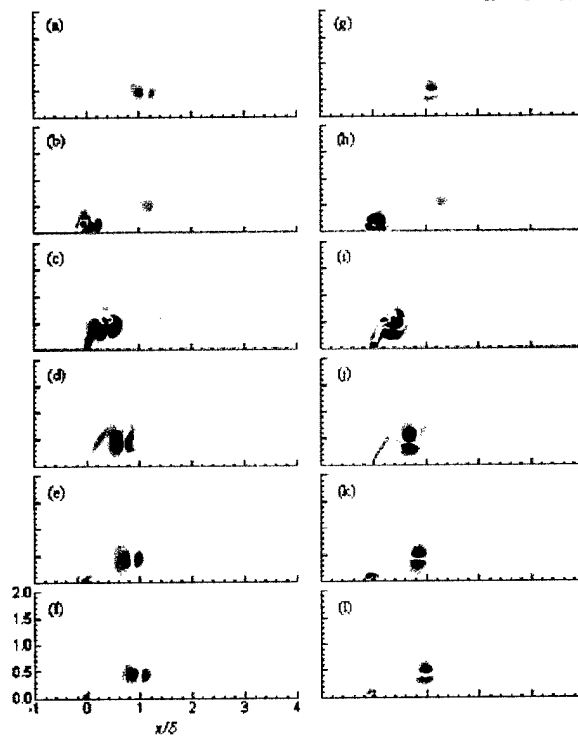 (a)
(g)
(b)
(h)
(c)
(i)
(d)
(j)
(e)
(k)
2.0
(f)
(l)
1.5
1.0
0.5
0.0
-1 0 1 2 3 4
x/δ